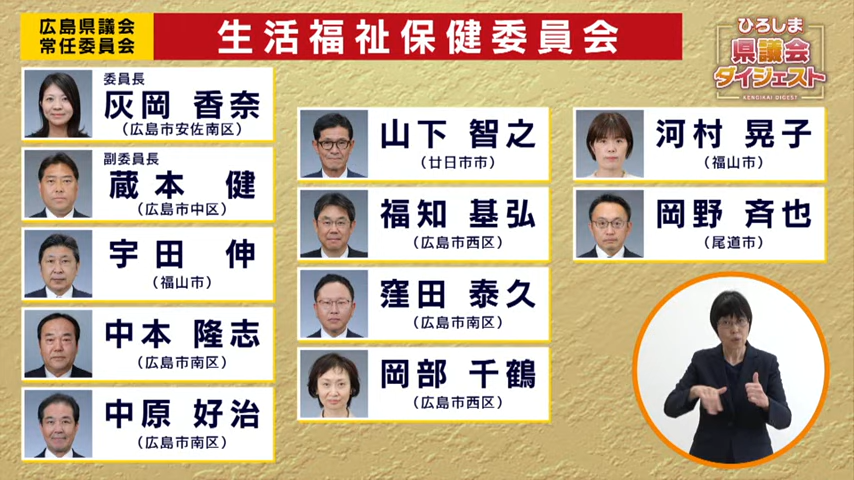 広島県議会
常任委員会
生活福祉保健委員会
ひろしま
県議会
ダイジェスト
KENGIKAI DIGEST
委員長
灰岡 香奈
(広島市安佐南区)
副委員長
蔵本 健
(広島市中区)
宇田 伸
(福山市)
中本 隆志
(広島市南区)
中原 好治
(広島市南区)
山下 智之
(廿日市市)
福知 基弘
(広島市西区)
窪田 泰久
(広島市南区)
岡部 千鶴
(広島市西区)
河村 晃子
(福山市)
岡野 斉也
(尾道市)